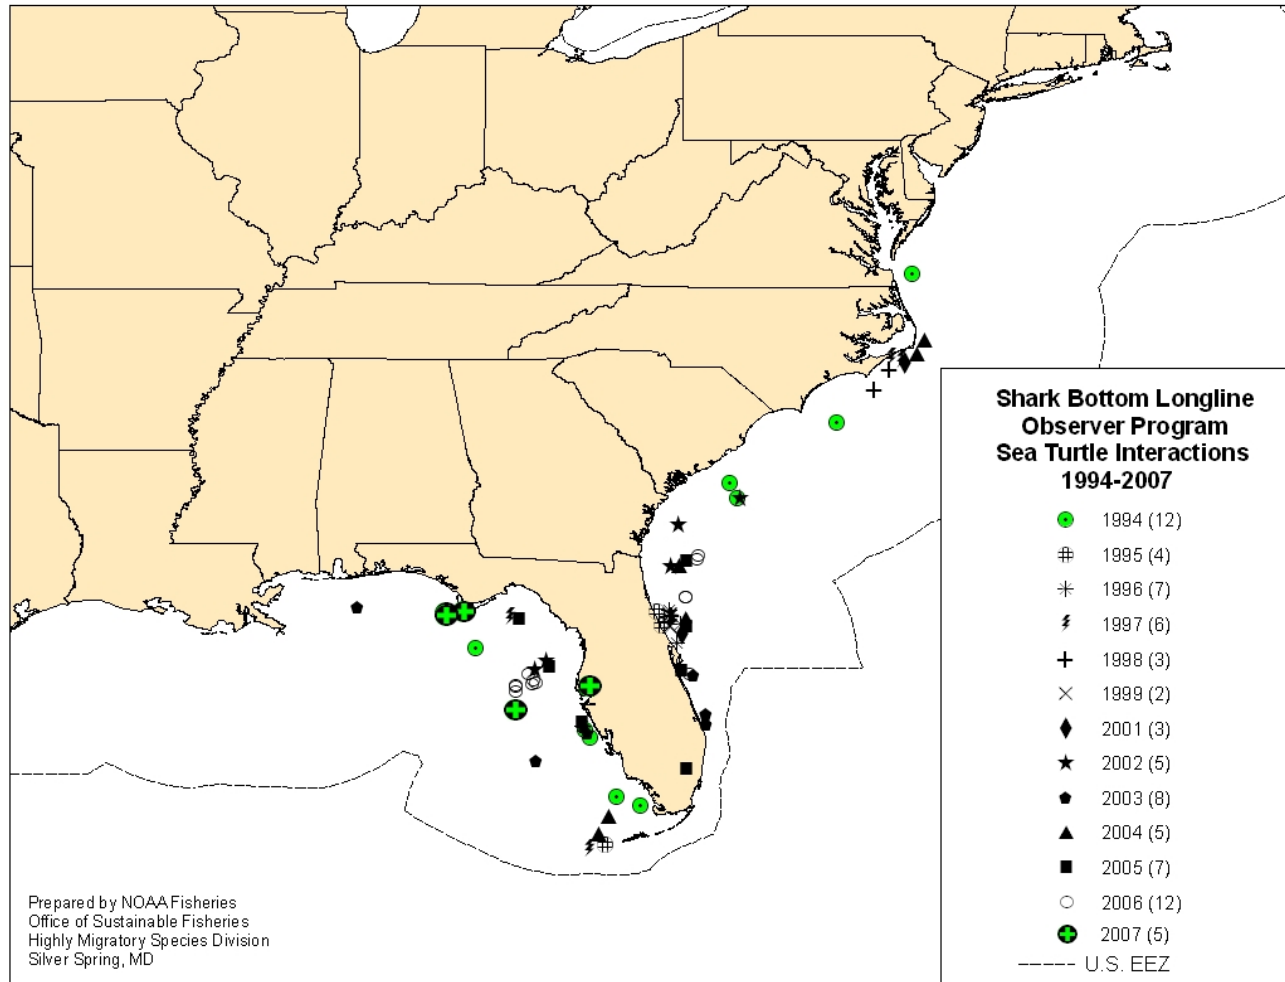 Shark Bottom Longline
Observer Program
Sea Turtle Interactions
1994-2007
1994 (12)
1995 (4)
1996 (7)
1997 (6)
1998 (3)
1999 (2)
2001 (3)
2002 (5)
2003 (8)
2004 (5)
2005 (7)
2006 (12)
2007 (5)
U.S. EEZ
Prepared by NOAA Fisheries
Office of Sustainable Fisheries
Highly Migratory Species Division
Silver Spring, MD